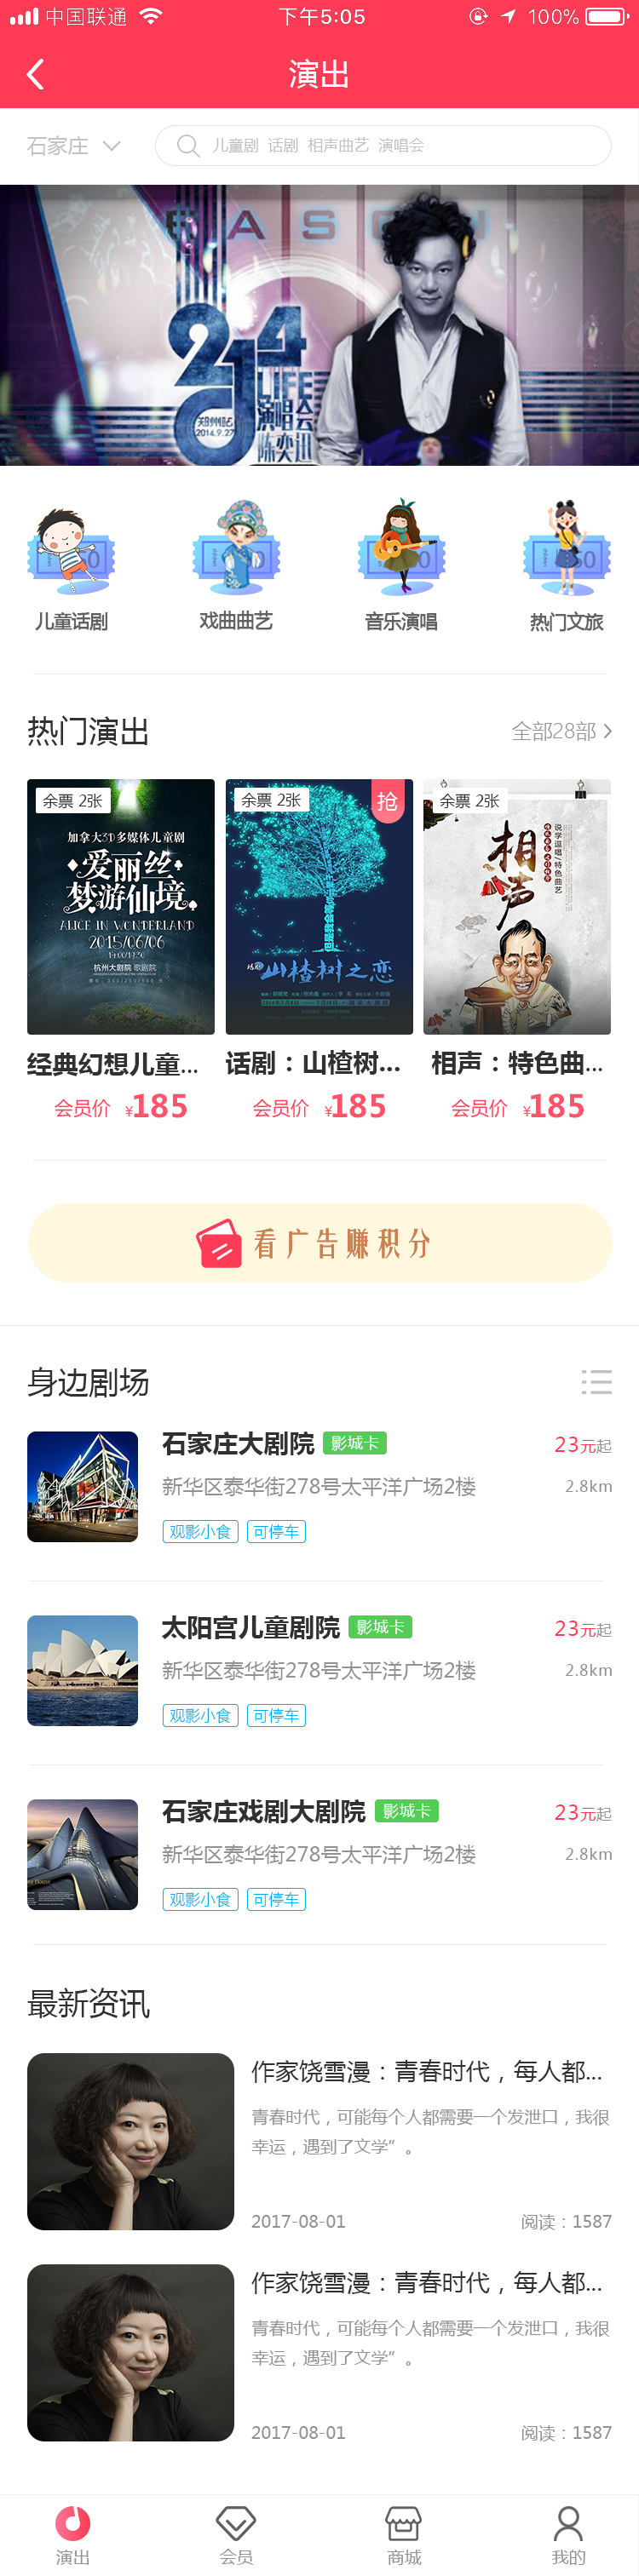 中国联通 下午5:05 100%
演出
石家庄 儿童剧 话剧 相声曲艺 演唱会
EASON
214 LIFE
演唱会
郑州站
2014.9.27
陈奕迅
儿童话剧 戏曲曲艺 音乐演唱 热门文旅
热门演出 全部28部
余票 2张
加拿大3D多媒体儿童剧
爱丽丝
梦游仙境
ALICE IN WONDERLAND
2015/06/06
杭州大剧院 歌剧院
余票 2张 抢
话剧 山楂树之恋
余票 2张
相声
说学逗唱/特色曲艺
经典幻想儿童... 话剧：山楂树... 相声：特色曲...
会员价 ¥185 会员价 ¥185 会员价 ¥185
看广告赚积分
身边剧场
石家庄大剧院 影城卡 23元起
新华区泰华街278号太平洋广场2楼 2.8km
观影小食 可停车
太阳宫儿童剧院 影城卡 23元起
新华区泰华街278号太平洋广场2楼 2.8km
观影小食 可停车
石家庄戏剧大剧院 影城卡 23元起
新华区泰华街278号太平洋广场2楼 2.8km
观影小食 可停车
最新资讯
作家饶雪漫：青春时代，每人都...
青春时代，可能每个人都需要一个发泄口，我很
幸运，遇到了文学”。
2017-08-01 阅读：1587
作家饶雪漫：青春时代，每人都...
青春时代，可能每个人都需要一个发泄口，我很
幸运，遇到了文学”。
2017-08-01 阅读：1587
演出 会员 商城 我的